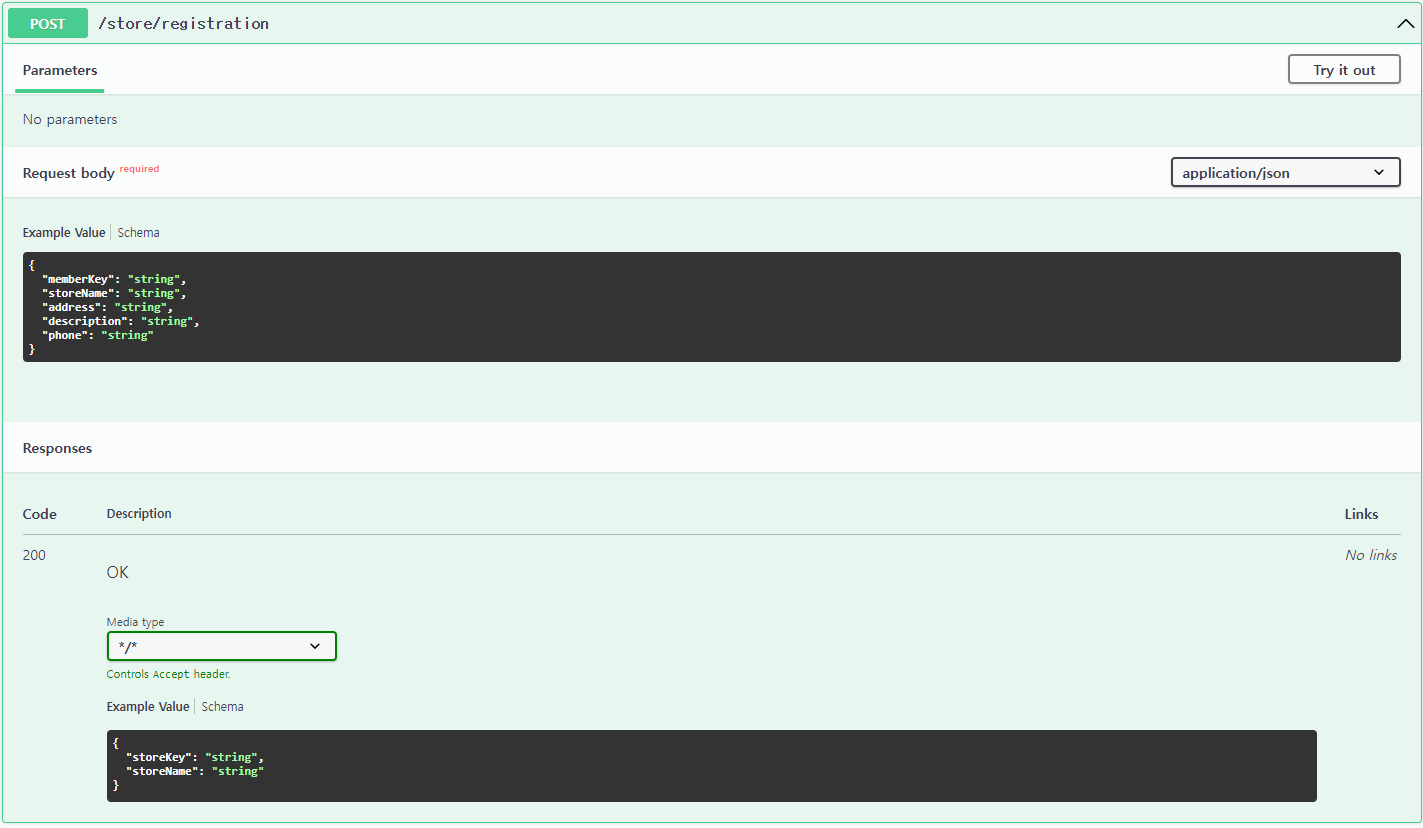 POST /store/registration
Parameters Try it out
No parameters
Request body required application/json
Example Value Schema
{
"memberKey": "string",
"storeName": "string",
"address": "string",
"description": "string",
"phone": "string"
}
Responses
Code Description Links
200 No links
OK
Media type
*/*
Controls Accept header.
Example Value Schema
{
"storeKey": "string",
"storeName": "string"
}